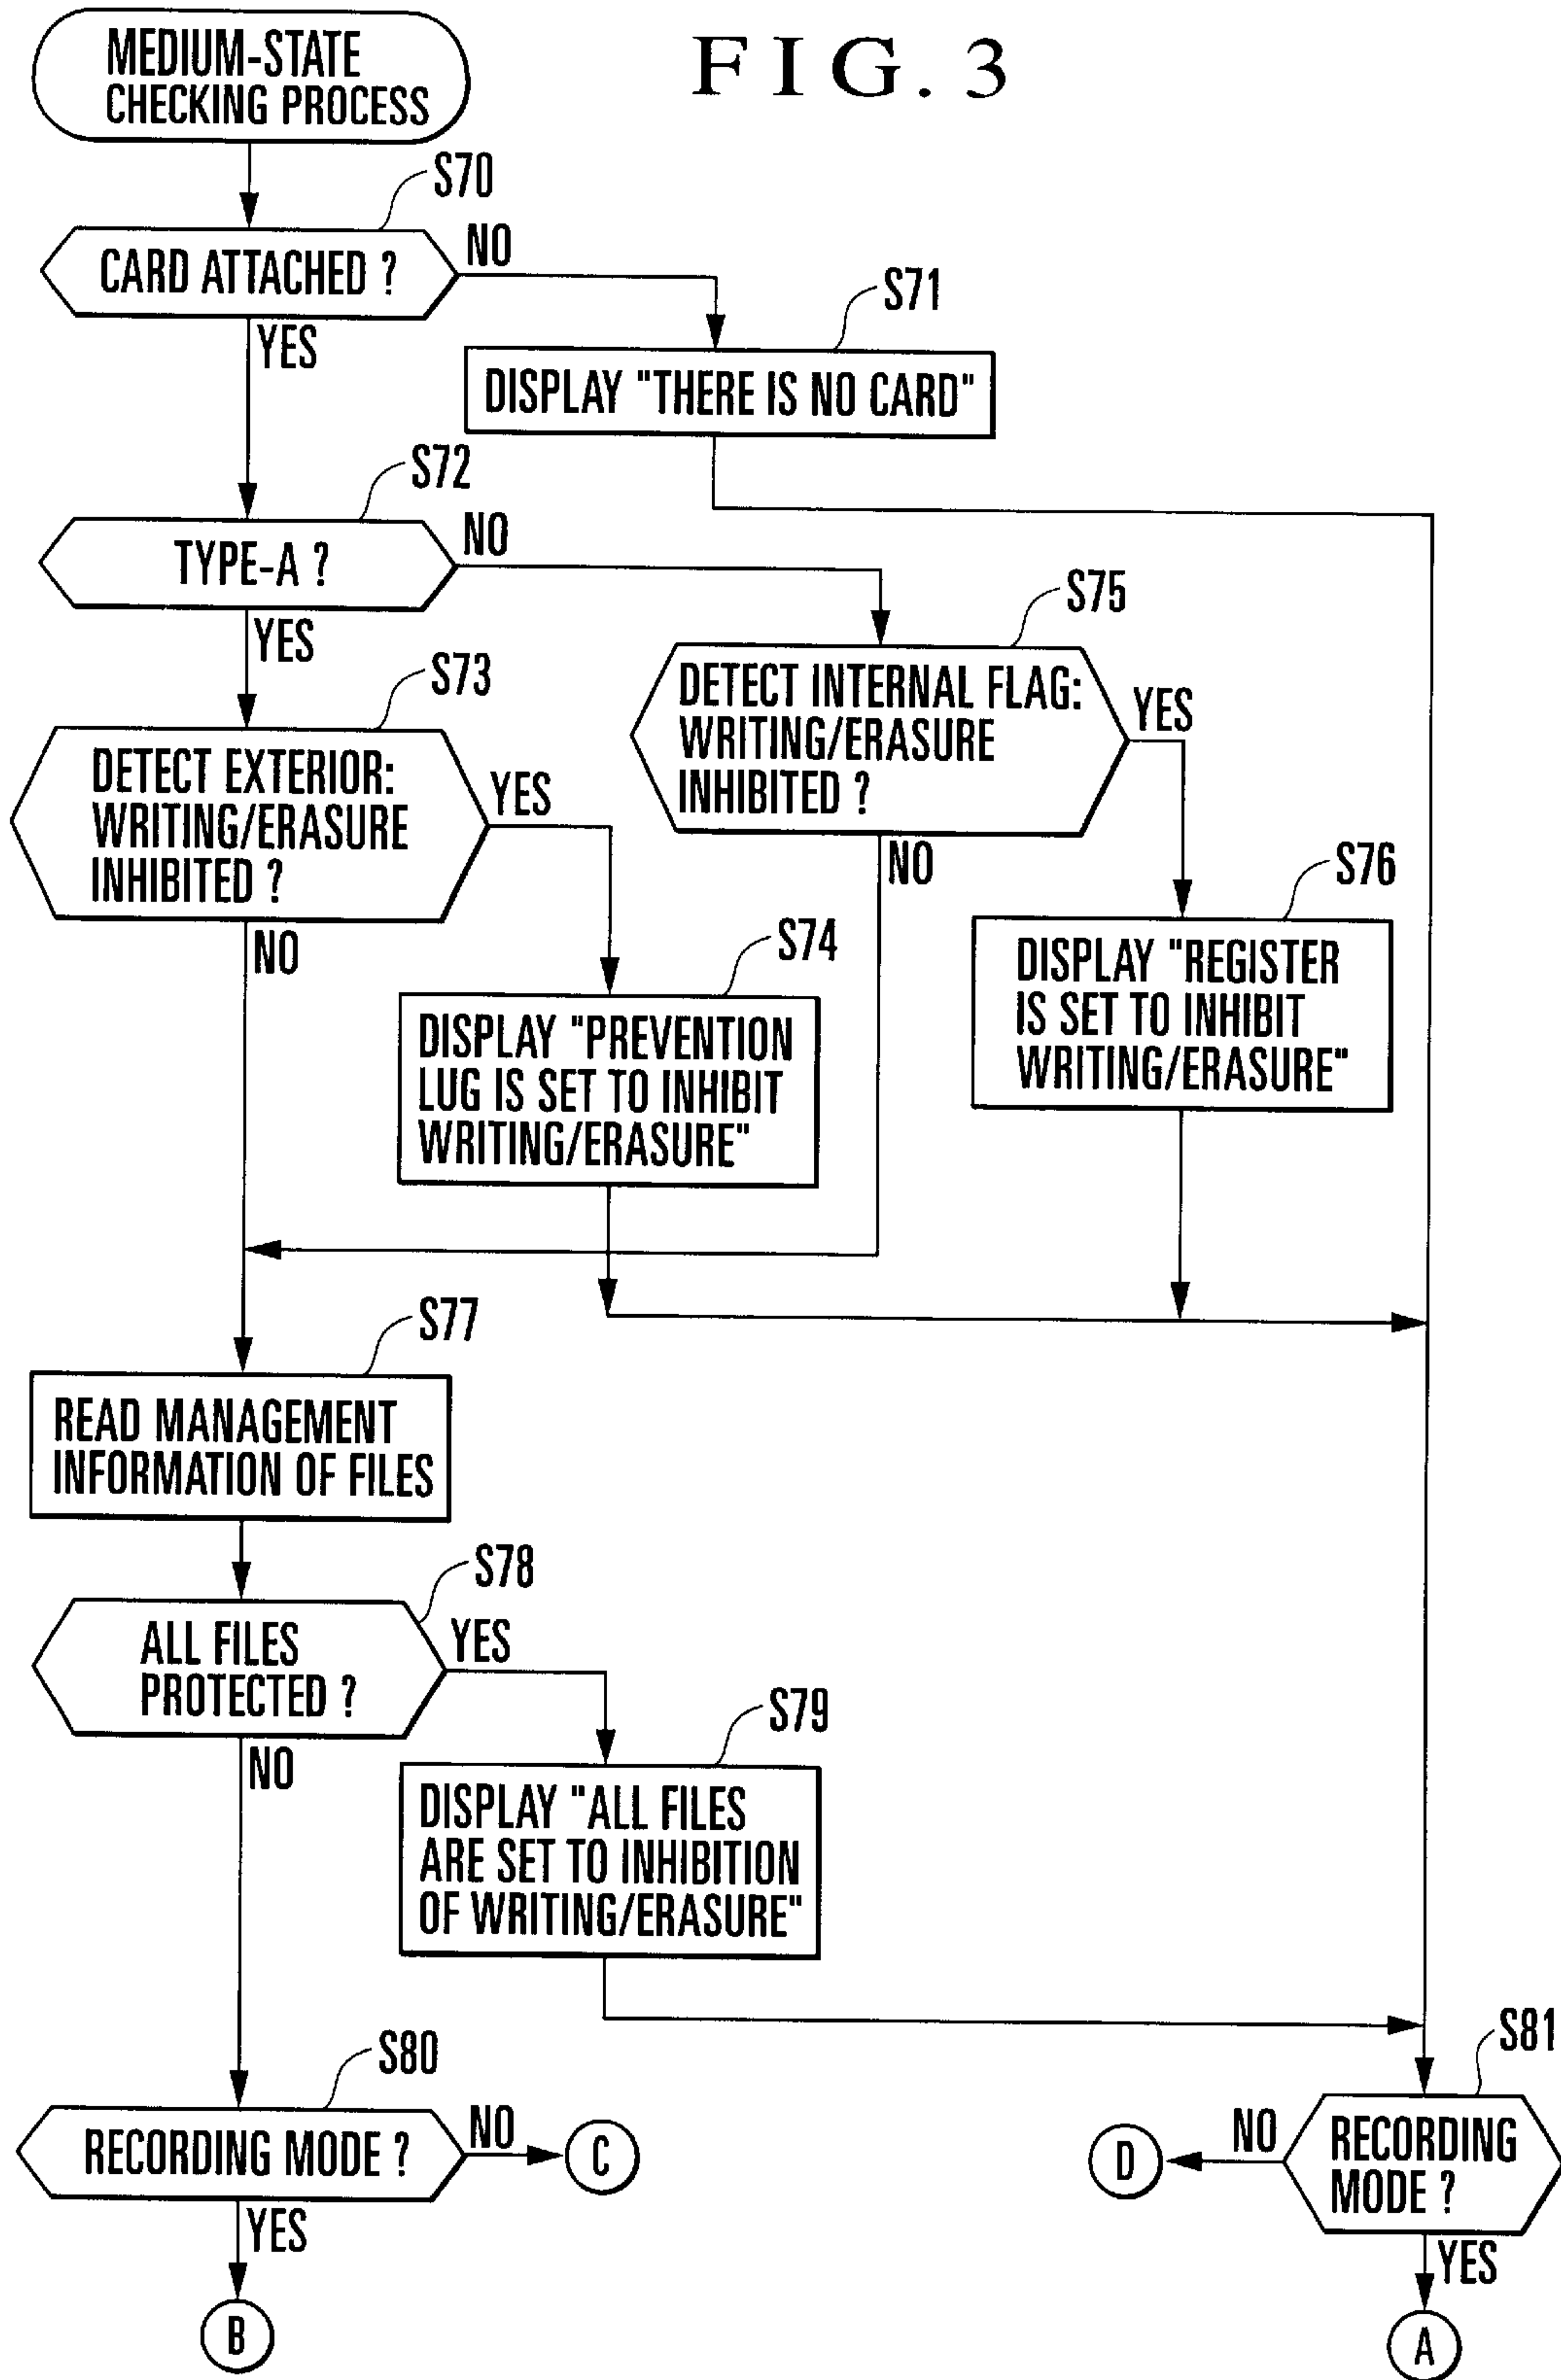 FIG. 3
MEDIUM-STATE
CHECKING PROCESS
S70
CARD ATTACHED ?
NO
YES
S71
DISPLAY "THERE IS NO CARD"
S72
TYPE-A ?
NO
YES
S75
DETECT INTERNAL FLAG:
WRITING/ERASURE
INHIBITED ?
YES
NO
S73
DETECT EXTERIOR:
WRITING/ERASURE
INHIBITED ?
YES
NO
S76
DISPLAY "REGISTER
IS SET TO INHIBIT
WRITING/ERASURE"
S74
DISPLAY "PREVENTION
LUG IS SET TO INHIBIT
WRITING/ERASURE"
S77
READ MANAGEMENT
INFORMATION OF FILES
S78
ALL FILES
PROTECTED ?
YES
NO
S79
DISPLAY "ALL FILES
ARE SET TO INHIBITION
OF WRITING/ERASURE"
S80
RECORDING MODE ?
NO
C
YES
B
S81
RECORDING
MODE ?
NO
D
YES
A